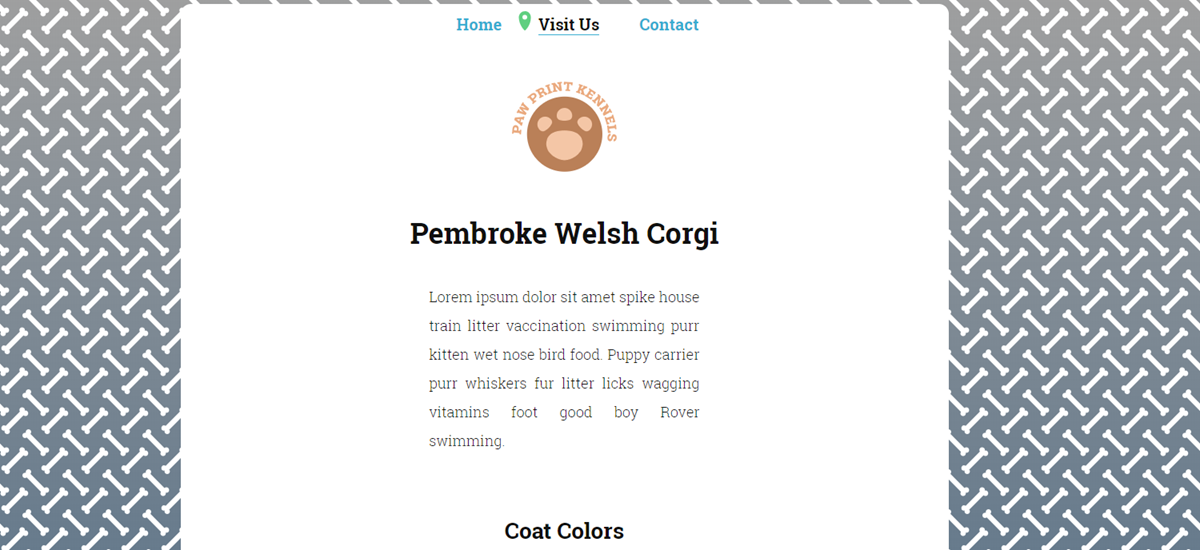 Home Visit Us Contact
PAW PRINT KENNELS
Pembroke Welsh Corgi
Lorem ipsum dolor sit amet spike house
train litter vaccination swimming purr
kitten wet nose bird food. Puppy carrier
purr whiskers fur litter licks wagging
vitamins foot good boy Rover
swimming.
Coat Colors